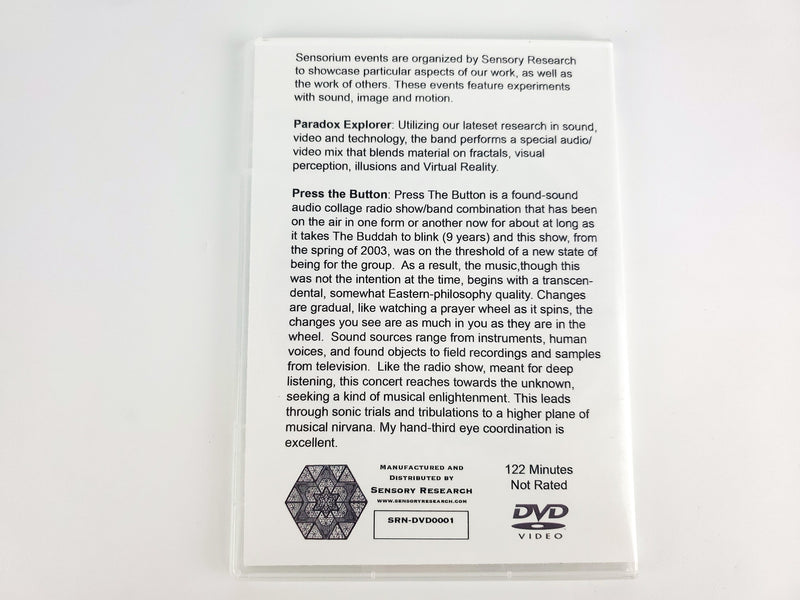 Sensorium events are organized by Sensory Research
to showcase particular aspects of our work, as well as
the work of others. These events feature experiments
with sound, image and motion.
Paradox Explorer: Utilizing our lateset research in sound,
video and technology, the band performs a special audio/
video mix that blends material on fractals, visual
perception, illusions and Virtual Reality.
Press the Button: Press The Button is a found-sound
audio collage radio show/band combination that has been
on the air in one form or another now for about at long as
it takes The Buddah to blink (9 years) and this show, from
the spring of 2003, was on the threshold of a new state of
being for the group.  As a result, the music,though this
was not the intention at the time, begins with a transcen-
dental, somewhat Eastern-philosophy quality. Changes
are gradual, like watching a prayer wheel as it spins, the
changes you see are as much in you as they are in the
wheel.  Sound sources range from instruments, human
voices, and found objects to field recordings and samples
from television.  Like the radio show, meant for deep
listening, this concert reaches towards the unknown,
seeking a kind of musical enlightenment. This leads
through sonic trials and tribulations to a higher plane of
musical nirvana. My hand-third eye coordination is
excellent.
Manufactured and
Distributed by
Sensory Research
www.sensoryresearch.com
SRN-DVD0001
122 Minutes
Not Rated
DVD
VIDEO